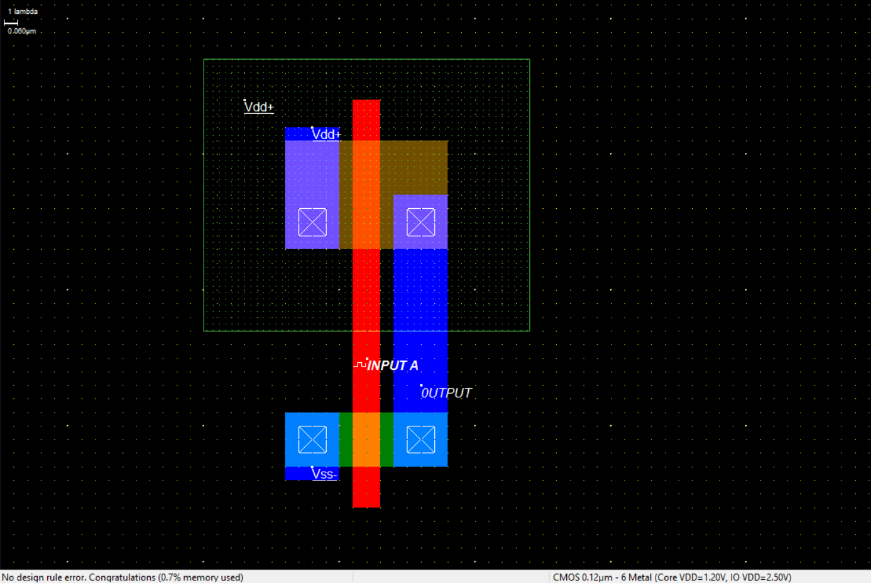 1 lambda
0.060µm
Vdd+
Vdd+
INPUT A
0UTPUT
Vss-
No design rule error. Congratulations (0.7% memory used)
CMOS 0.12µm - 6 Metal (Core VDD=1.20V, IO VDD=2.50V)